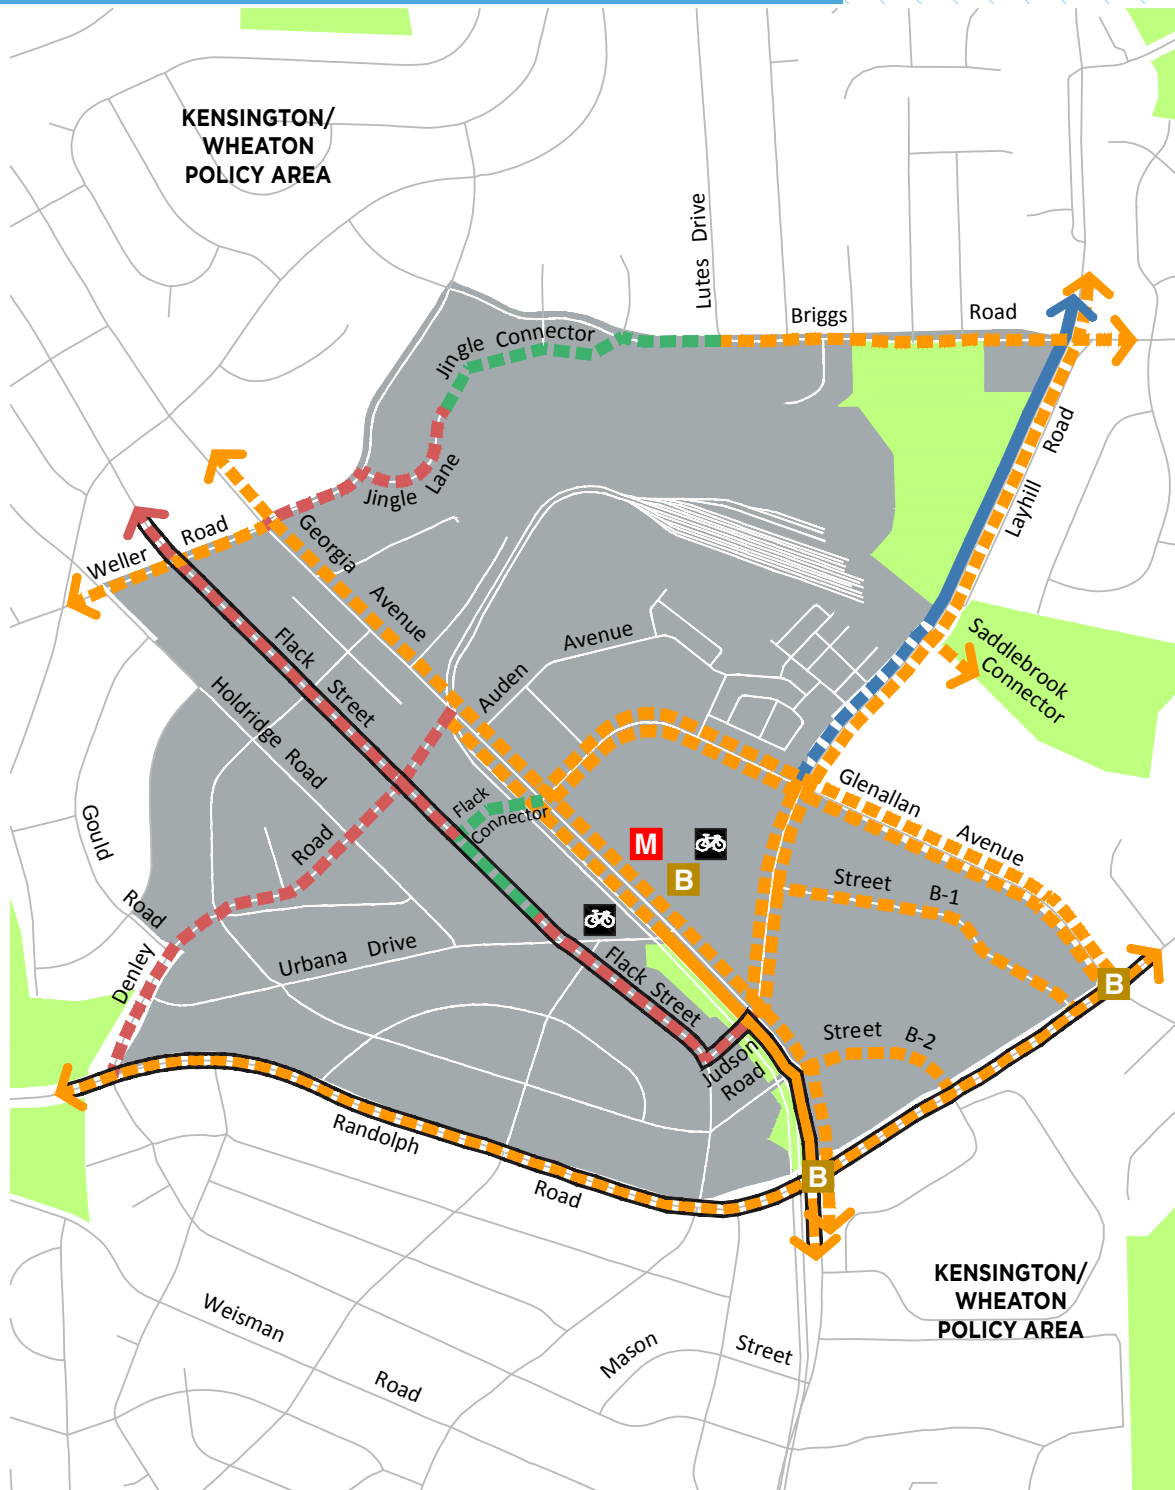 KENSINGTON/
WHEATON
POLICY AREA
Lutes Drive
Briggs Road
Jingle Connector
Jingle Lane
Weller Road
Georgia Avenue
Layhill Road
Flack Street
Auden Avenue
Saddlebrook
Connector
Holdridge Road
Flack
Connector
Glenallan Avenue
Gould Road
Road
M
B
Street B-1
Denley
Urbana Drive
Flack Street
B
Street B-2
Judson
Road
Randolph Road
B
KENSINGTON/
WHEATON
POLICY AREA
Weisman Road
Mason Street